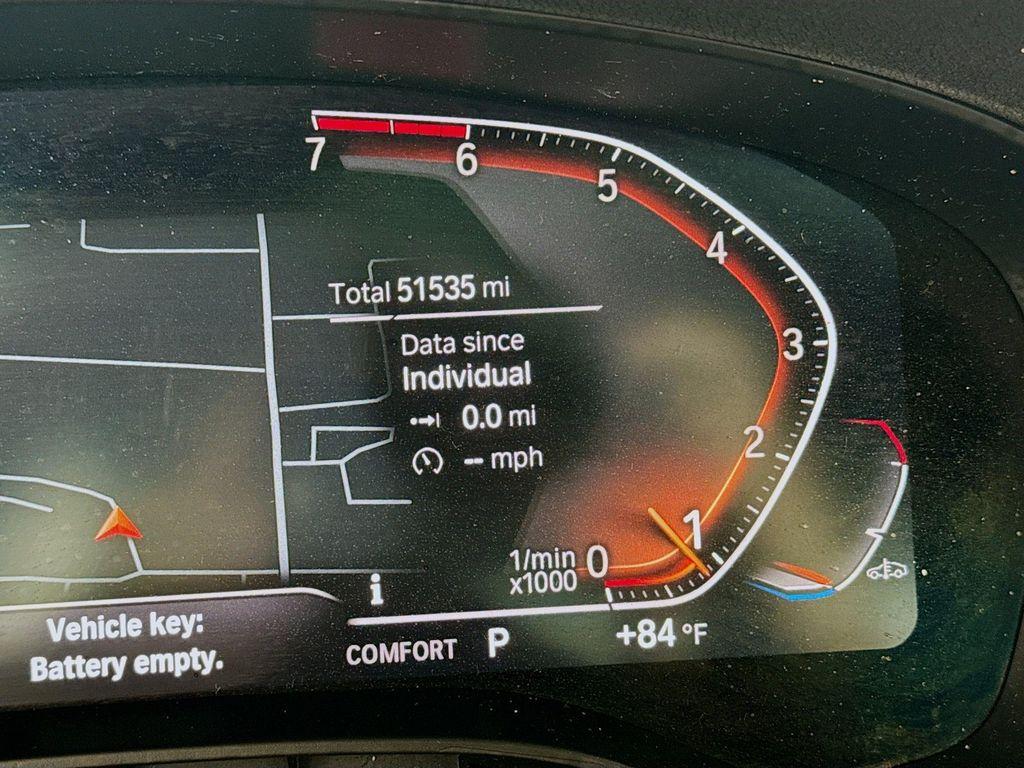 7
6
5
4
3
2
1
0
1/min
x1000
Total 51535 mi
Data since
Individual
0.0 mi
-- mph
i
Vehicle key:
Battery empty.
COMFORT P +84 °F